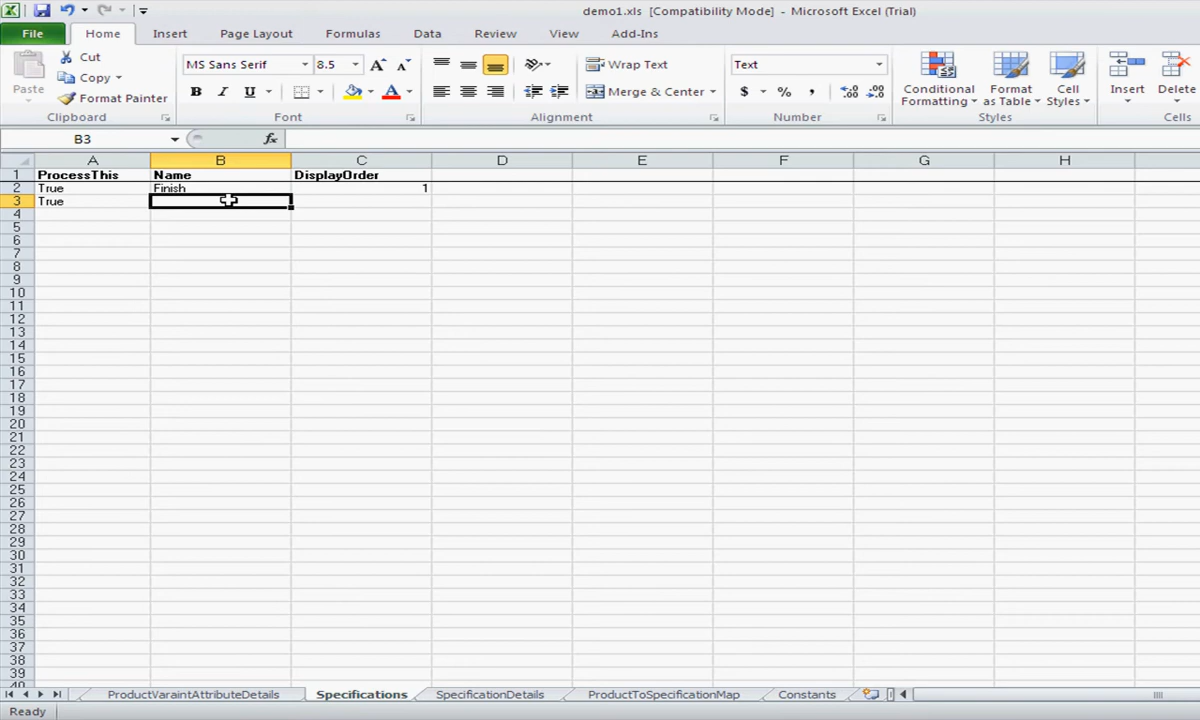 demo1.xls [Compatibility Mode] - Microsoft Excel (Trial)
File Home Insert Page Layout Formulas Data Review View Add-Ins
Paste
Cut
Copy
Format Painter
Clipboard
MS Sans Serif 8.5 A A
B I U A
Font
Wrap Text
Merge & Center
Alignment
Text
$ % , .00 .00
Number
Conditional Formatting
Format as Table
Cell Styles
Styles
Insert
Delete
Cells
B3 fx
A B C D E F G H
1 ProcessThis Name DisplayOrder
2 True Finish 1
3 True
4
5
6
7
8
9
10
11
12
13
14
15
16
17
18
19
20
21
22
23
24
25
26
27
28
29
30
31
32
33
34
35
36
37
38
39
40
ProductVaraintAttributeDetails Specifications SpecificationDetails ProductToSpecificationMap Constants
Ready